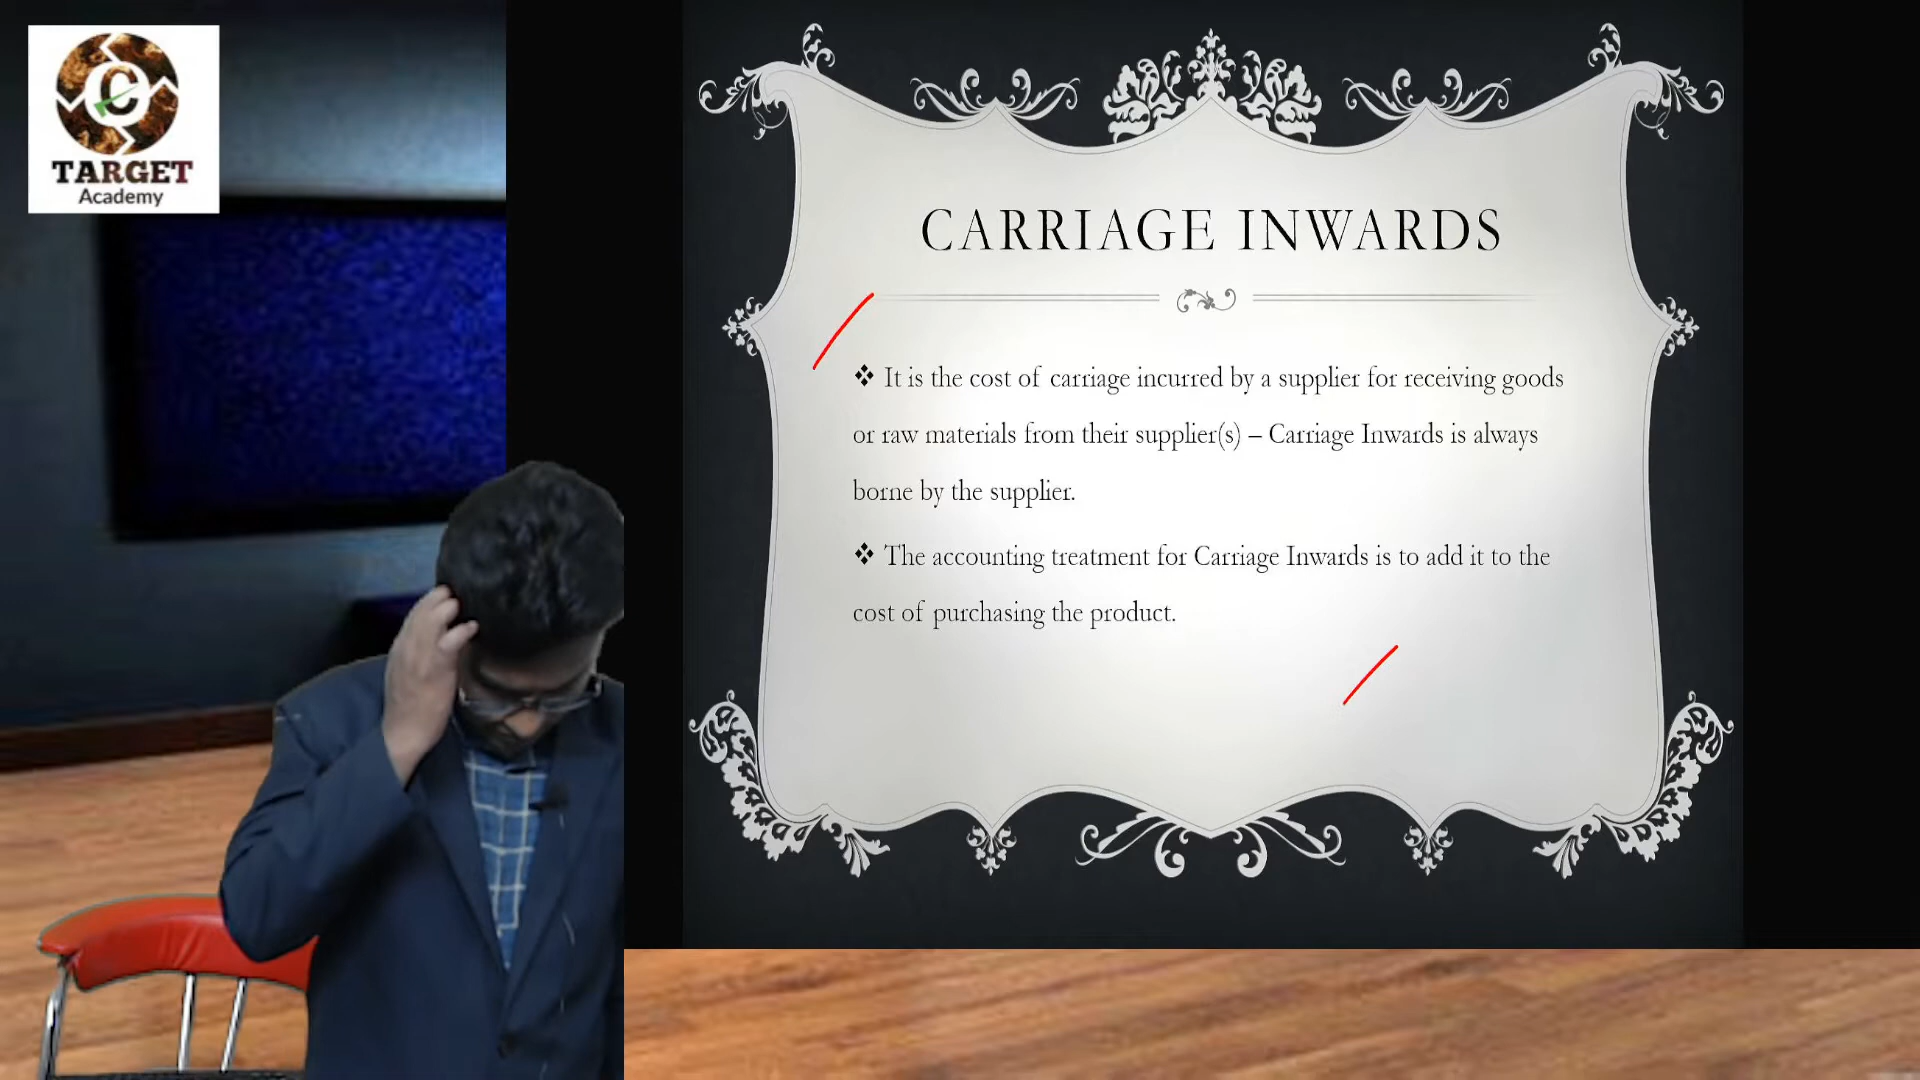 C
TARGET
Academy
CARRIAGE INWARDS
❖ It is the cost of carriage incurred by a supplier for receiving goods
or raw materials from their supplier(s) – Carriage Inwards is always
borne by the supplier.
❖ The accounting treatment for Carriage Inwards is to add it to the
cost of purchasing the product.